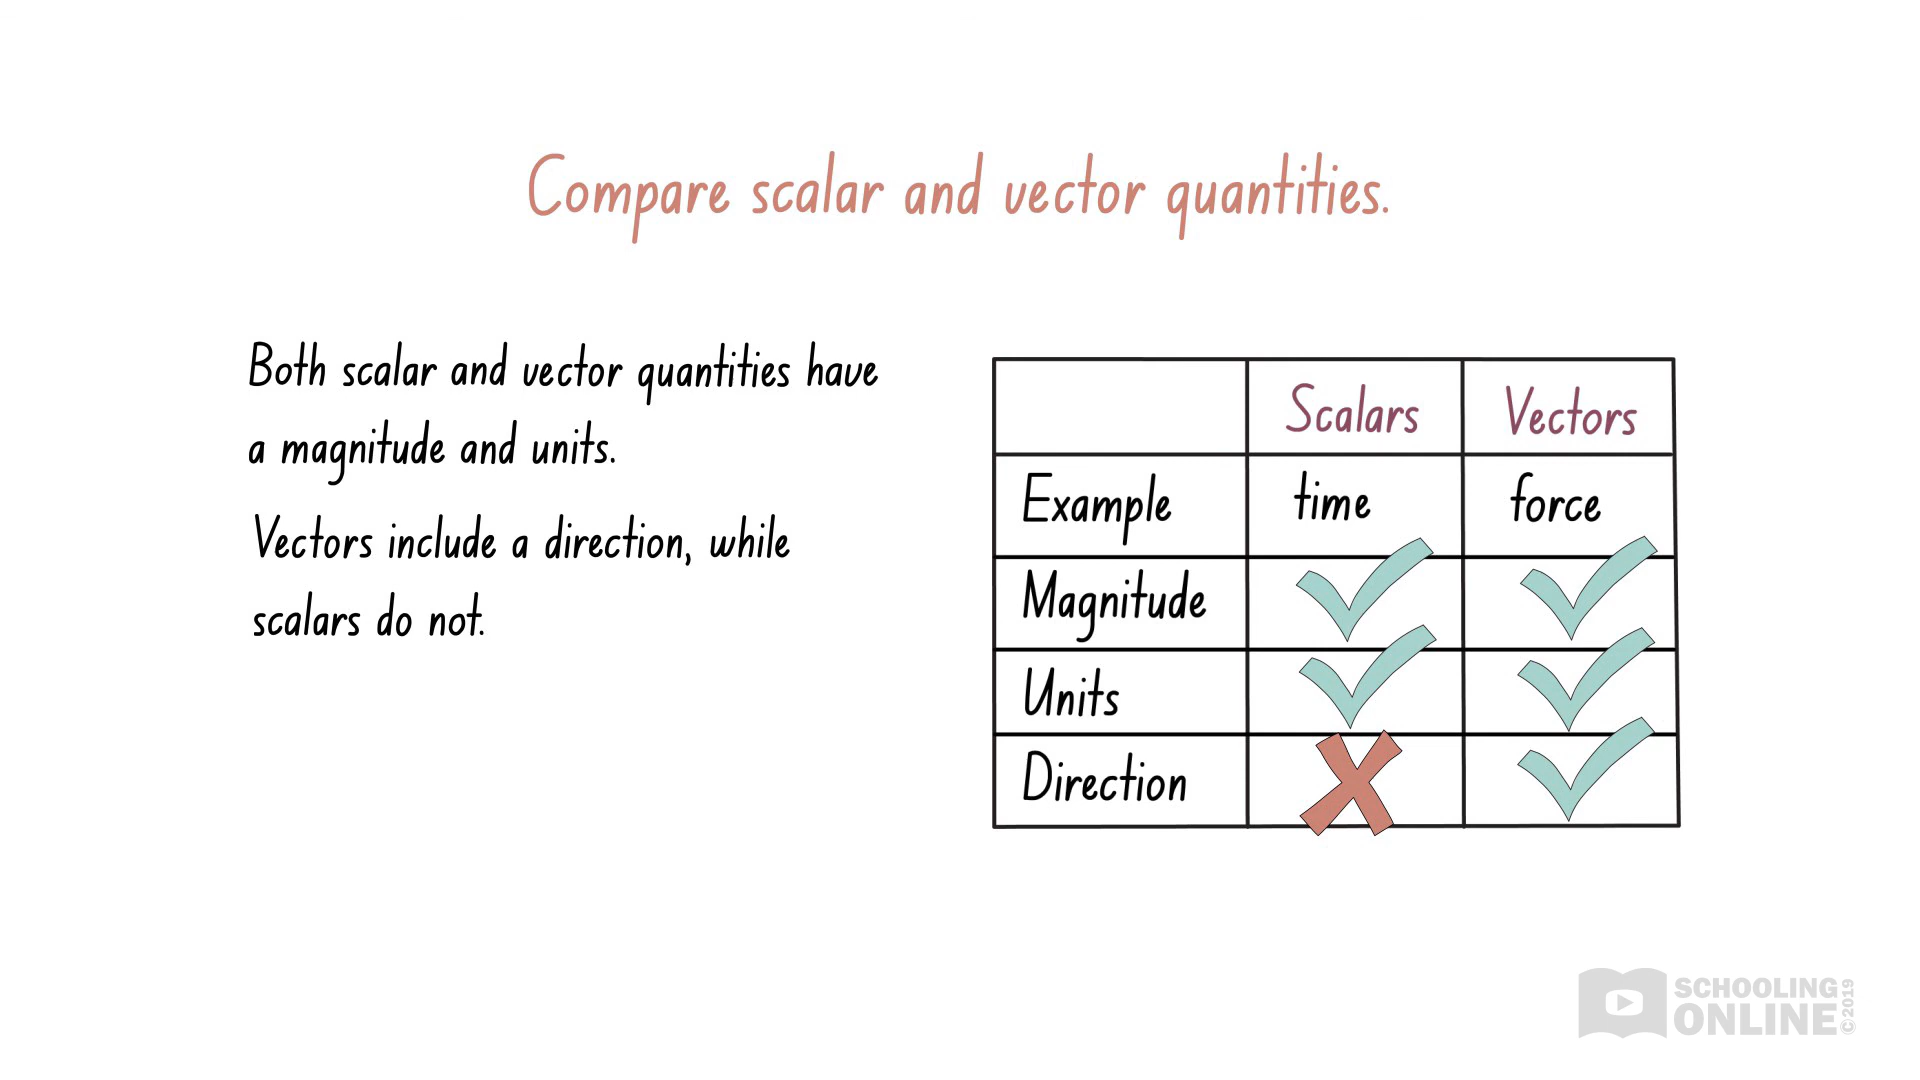 Compare scalar and vector quantities.
Both scalar and vector quantities have
a magnitude and units.
Vectors include a direction, while
scalars do not.
Scalars Vectors
Example time force
Magnitude
Units
Direction
SCHOOLING
ONLINE
©2019